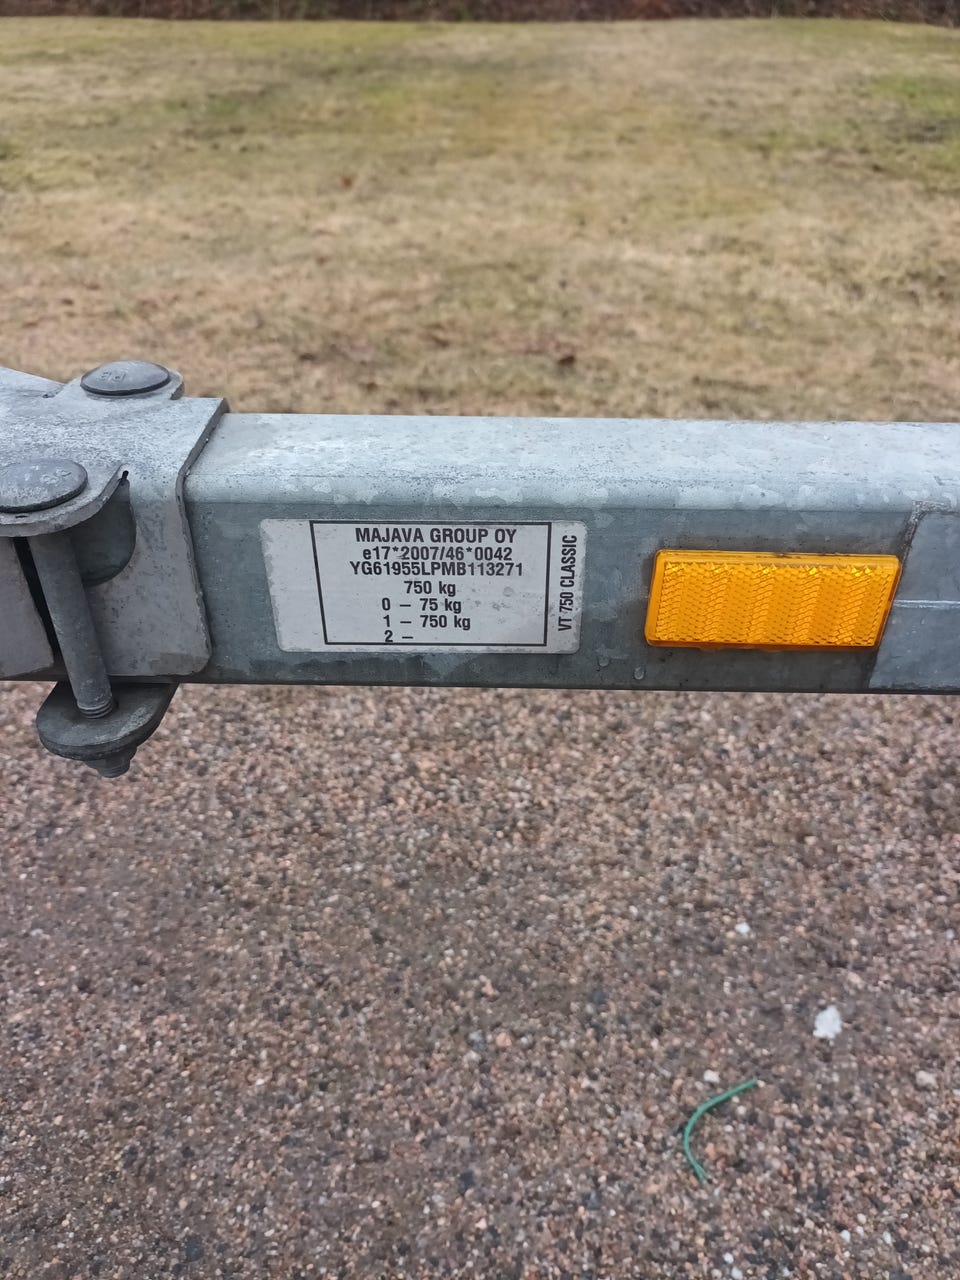 MAJAVA GROUP OY
e17*2007/46*0042
YG61955LPMB113271
750 kg
0 – 75 kg
1 – 750 kg
2 –
VT 750 CLASSIC